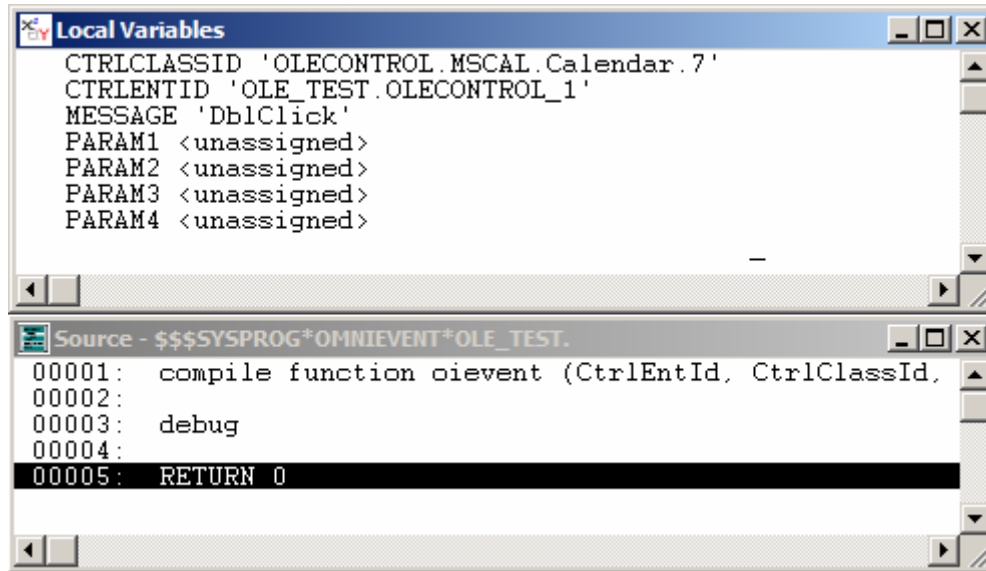 Local Variables
CTRLCLASSID 'OLECONTROL.MSCAL.Calendar.7'
CTRLENTID 'OLE_TEST.OLECONTROL_1'
MESSAGE 'DblClick'
PARAM1 <unassigned>
PARAM2 <unassigned>
PARAM3 <unassigned>
PARAM4 <unassigned>
Source - $$$SYSPROG*OMNIEVENT*OLE_TEST.
00001: compile function oievent (CtrlEntId, CtrlClassId,
00002:
00003: debug
00004:
00005: RETURN 0